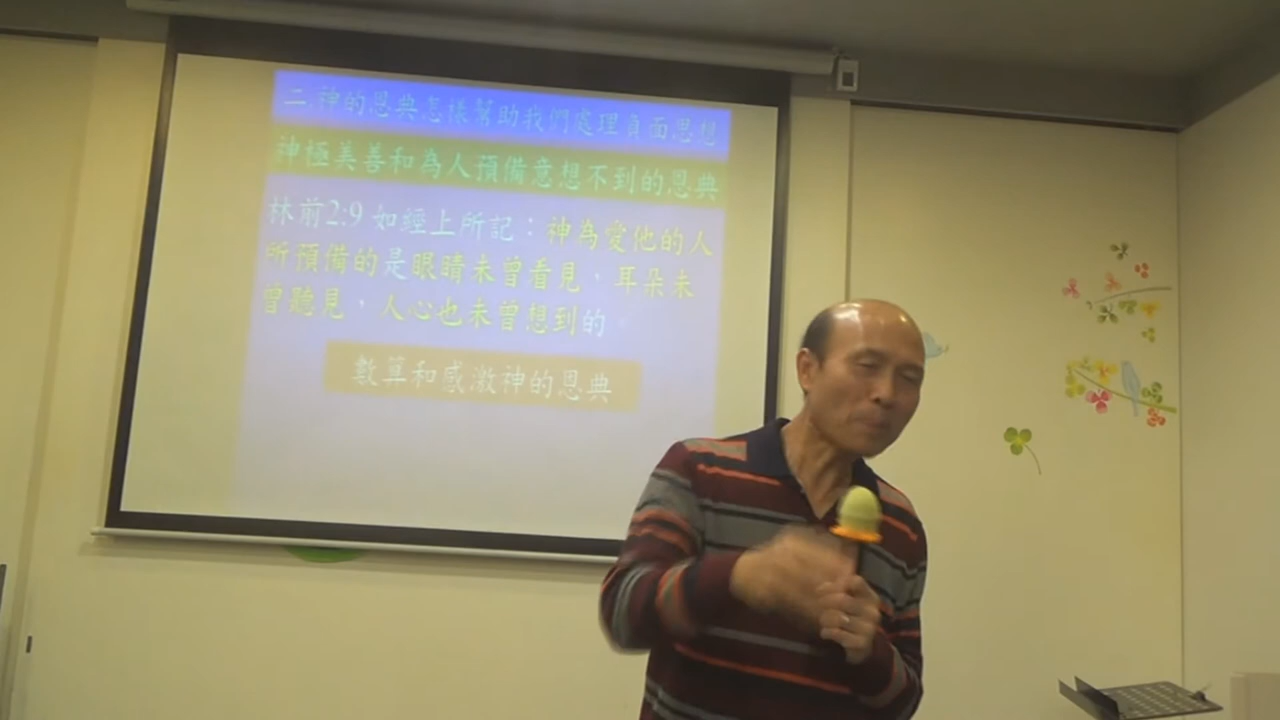 二.神的恩典怎樣幫助我們處理負面思想
神極美善和為人預備意想不到的恩典
林前2:9 如經上所記：神為愛他的人
所預備的是眼睛未曾看見，耳朵未
曾聽見，人心也未曾想到的。
數算和感激神的恩典